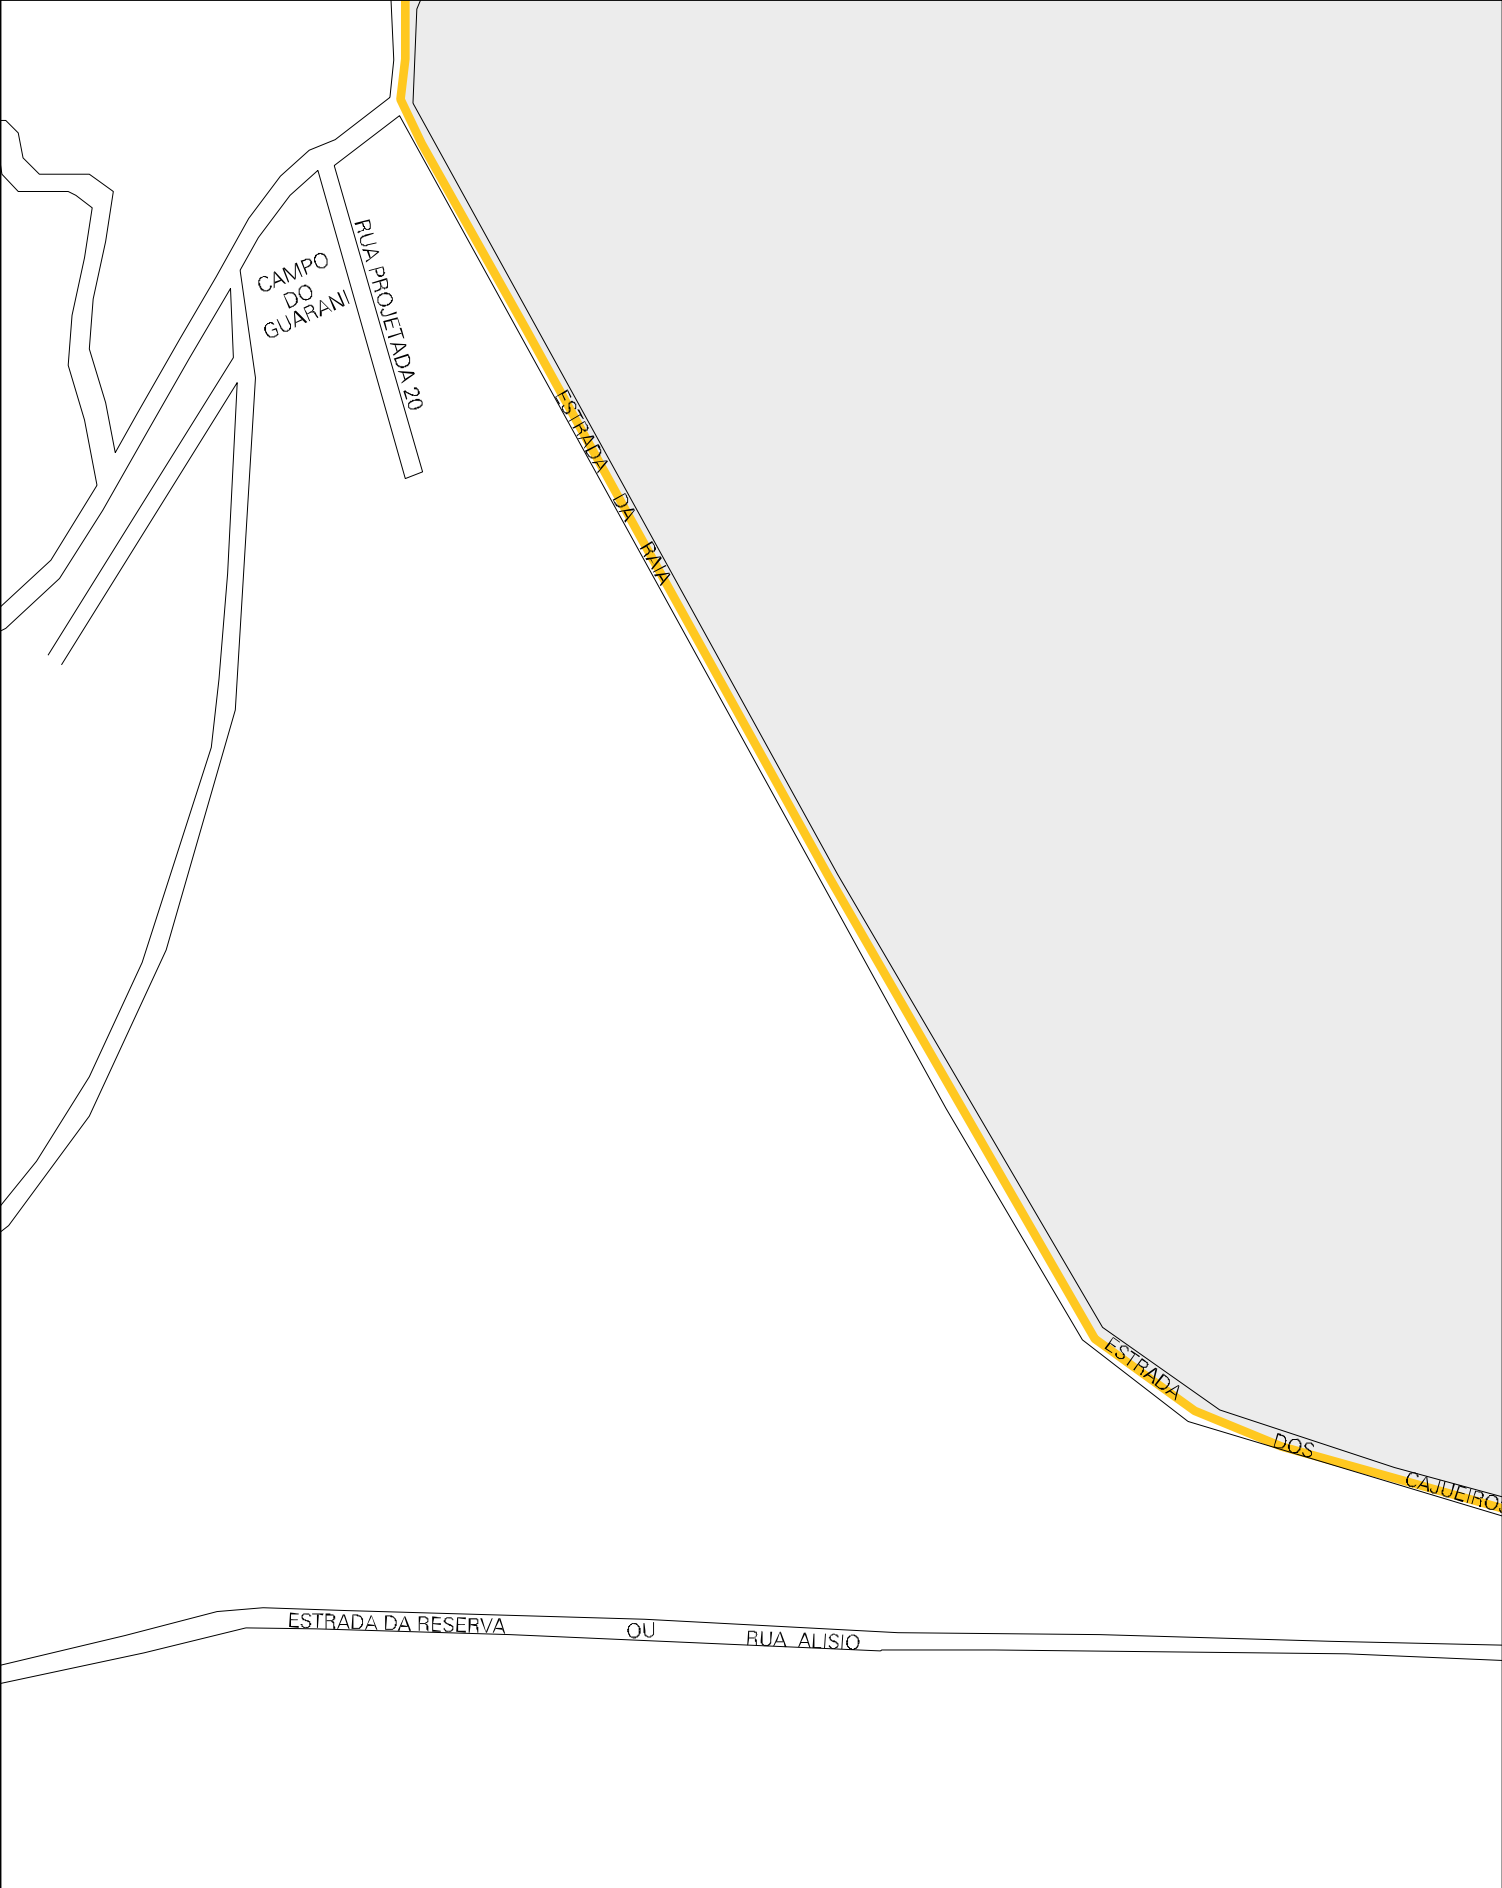 RUA PROJETADA 20
CAMPO
DO
GUARANI
ESTRADA DA RAIA
ESTRADA DOS CAJUEIROS
ESTRADA DA RESERVA OU RUA ALISIO